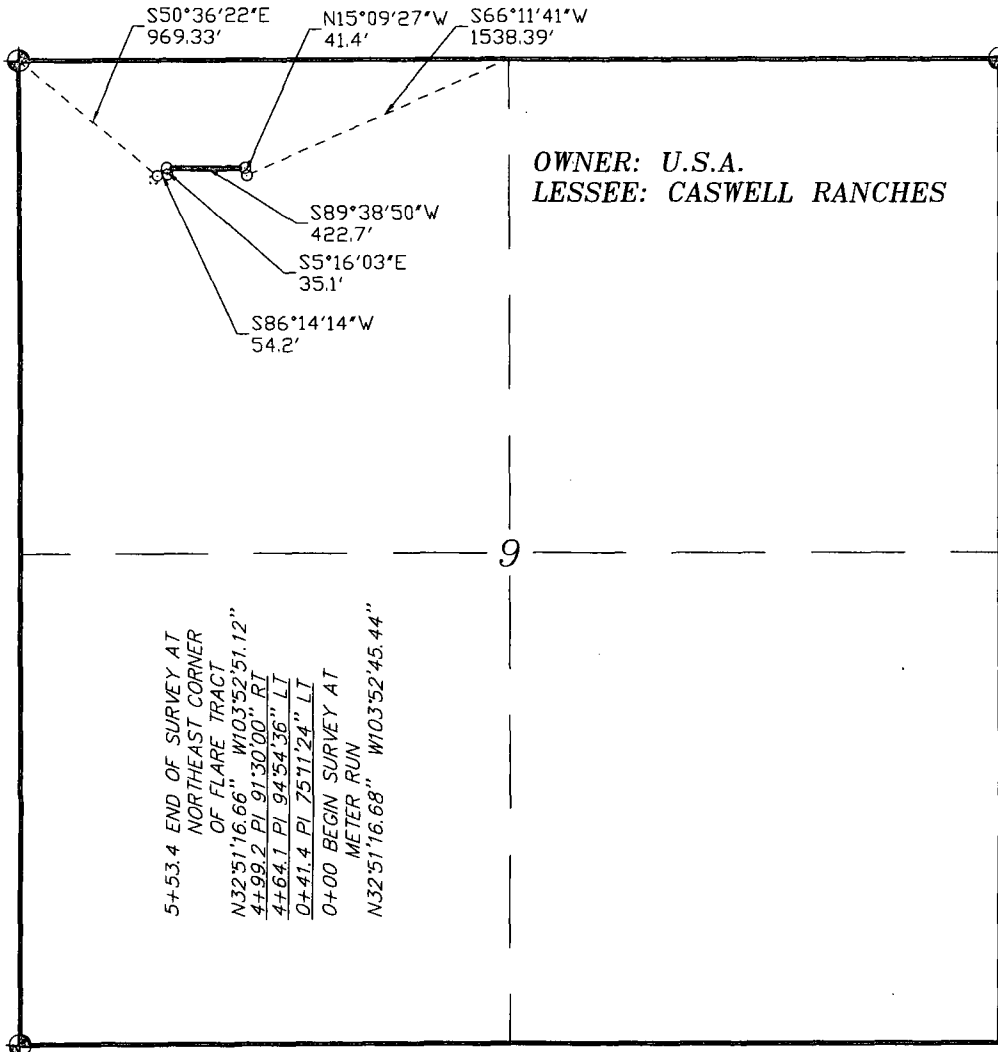 S50°36'22"E
969.33'
N15°09'27"W
41.4'
S66°11'41"W
1538.39'
OWNER: U.S.A.
LESSEE: CASWELL RANCHES
S89°38'50"W
422.7'
S5°16'03"E
35.1'
S86°14'14"W
54.2'
9
5+53.4 END OF SURVEY AT
NORTHEAST CORNER
OF FLARE TRACT
N32°51'16.66" W103°52'51.12"
4+99.2 PI 91°30'00" RT
4+64.1 PI 94°54'36" LT
0+41.4 PI 75°11'24" LT
0+00 BEGIN SURVEY AT
METER RUN
N32°51'16.68" W103°52'45.44"